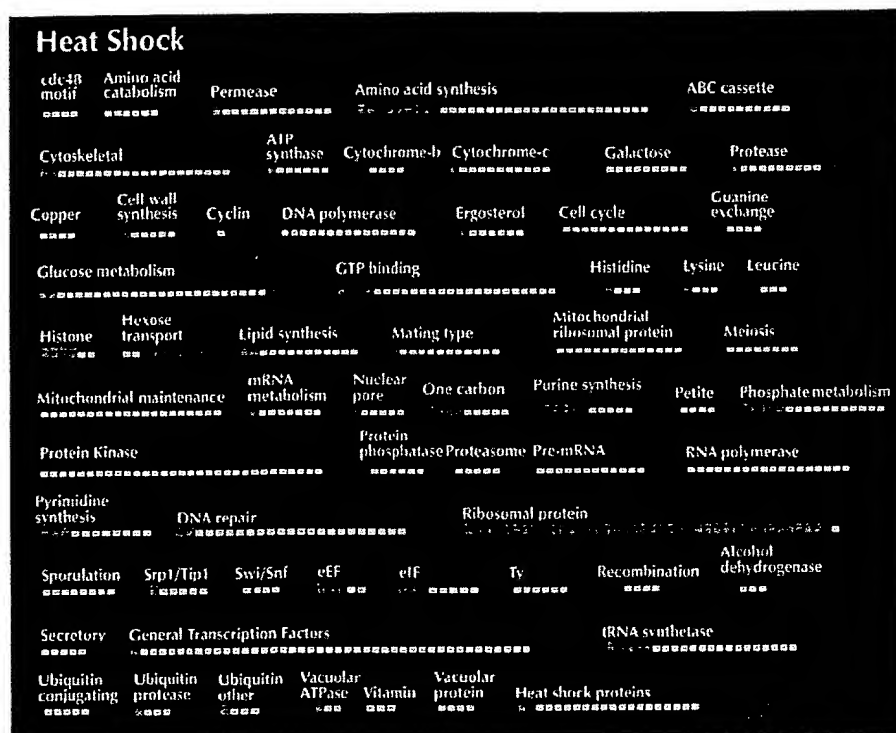 Heat Shock
cdc48 motif
Amino acid catabolism
Permease
Amino acid synthesis
ABC cassette
Cytoskeletal
ATP synthase
Cytochrome-b
Cytochrome-c
Galactose
Protease
Copper
Cell wall synthesis
Cyclin
DNA polymerase
Ergosterol
Cell cycle
Guanine exchange
Glucose metabolism
GTP binding
Histidine
Lysine
Leucine
Histone
Hexose transport
Lipid synthesis
Mating type
Mitochondrial ribosomal protein
Meiosis
Mitochondrial maintenance
mRNA metabolism
Nuclear pore
One carbon
Purine synthesis
Petite
Phosphate metabolism
Protein Kinase
Protein phosphatase
Proteasome
Pre-mRNA
RNA polymerase
Pyrimidine synthesis
DNA repair
Ribosomal protein
Sporulation
Srp1/Tip1
Swi/Snf
eEF
eIF
Ty
Recombination
Alcohol dehydrogenase
Secretory
General Transcription Factors
tRNA synthetase
Ubiquitin conjugating
Ubiquitin protease
Ubiquitin other
Vacuolar ATPase
Vitamin
Vacuolar protein
Heat shock proteins